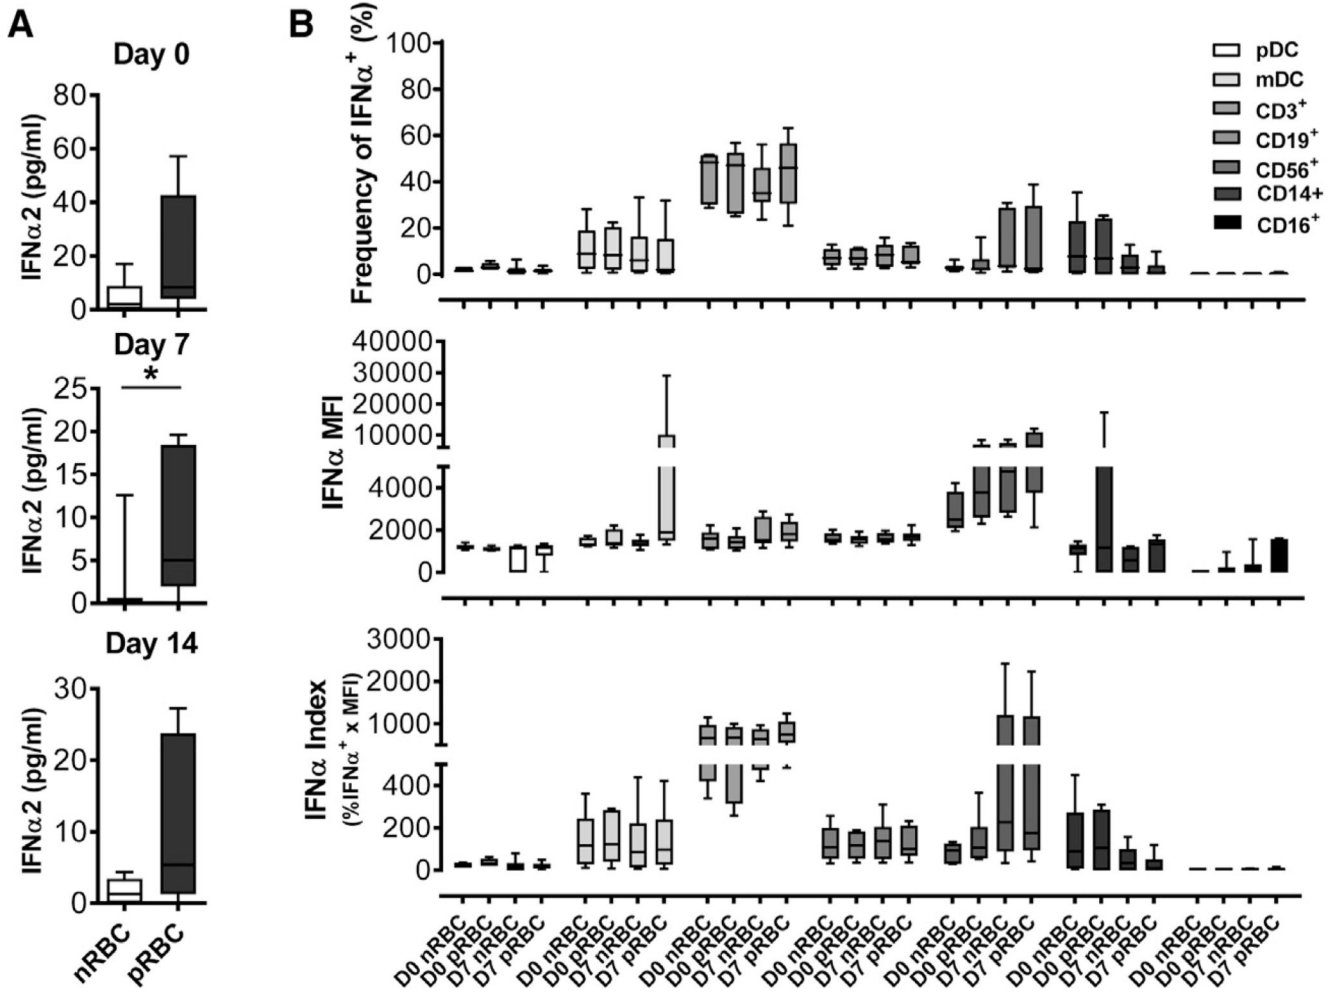 A
Day 0
IFNα2 (pg/ml)
80
60
40
20
0
Day 7
*
IFNα2 (pg/ml)
25
20
15
10
5
0
Day 14
IFNα2 (pg/ml)
30
20
10
0
nRBC
pRBC
B
Frequency of IFNα+ (%)
100
80
60
40
20
0
pDC
mDC
CD3+
CD19+
CD56+
CD14+
CD16+
IFNα MFI
40000
30000
20000
10000
4000
2000
0
IFNα Index
(%IFNα+ x MFI)
3000
2000
1000
400
200
0
D0 nRBC
D0 pRBC
D7 nRBC
D7 pRBC
D0 nRBC
D0 pRBC
D7 nRBC
D7 pRBC
D0 nRBC
D0 pRBC
D7 nRBC
D7 pRBC
D0 nRBC
D0 pRBC
D7 nRBC
D7 pRBC
D0 nRBC
D0 pRBC
D7 nRBC
D7 pRBC
D0 nRBC
D0 pRBC
D7 nRBC
D7 pRBC
D0 nRBC
D0 pRBC
D7 nRBC
D7 pRBC